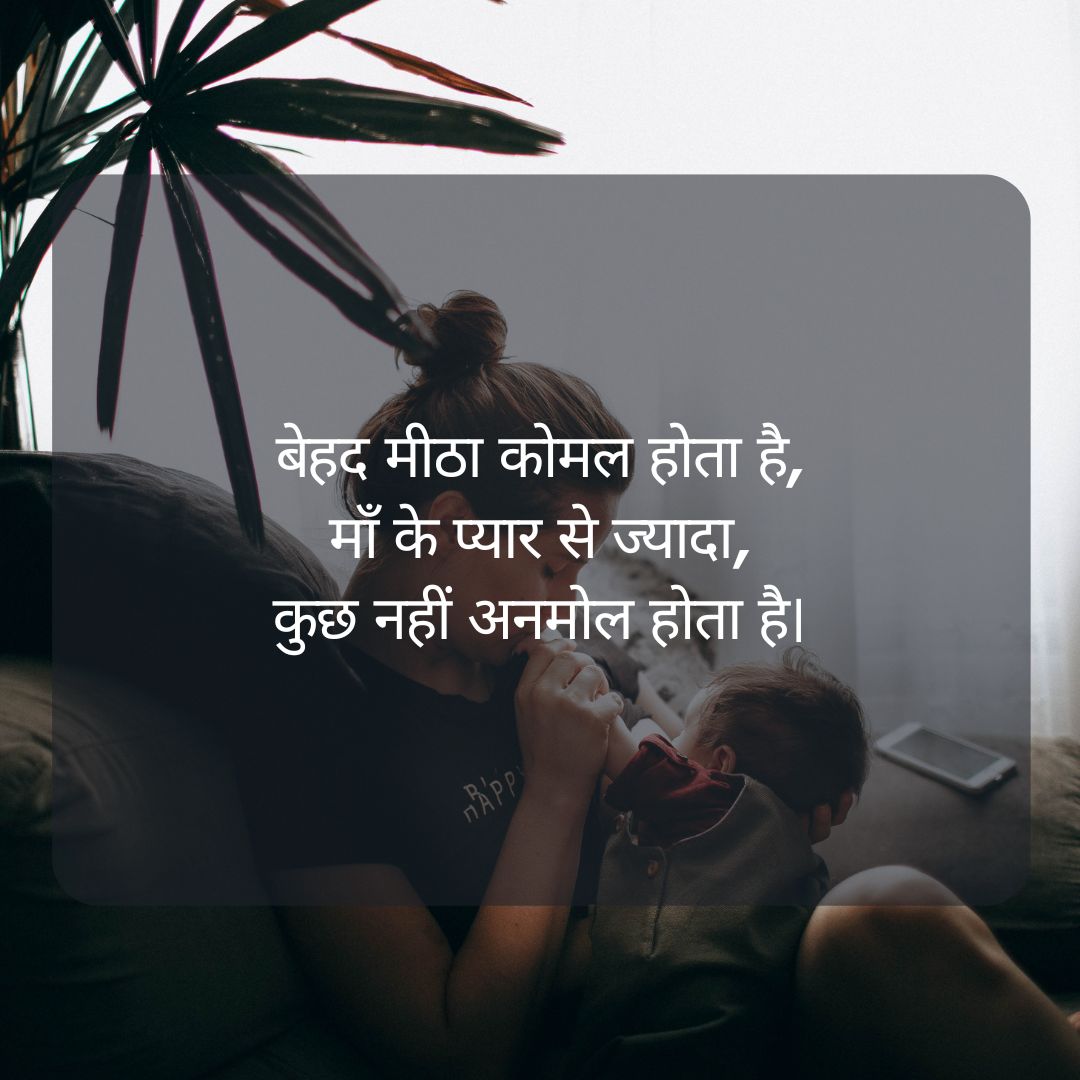 बेहद मीठा कोमल होता है,
माँ के प्यार से ज्यादा,
कुछ नहीं अनमोल होता है।